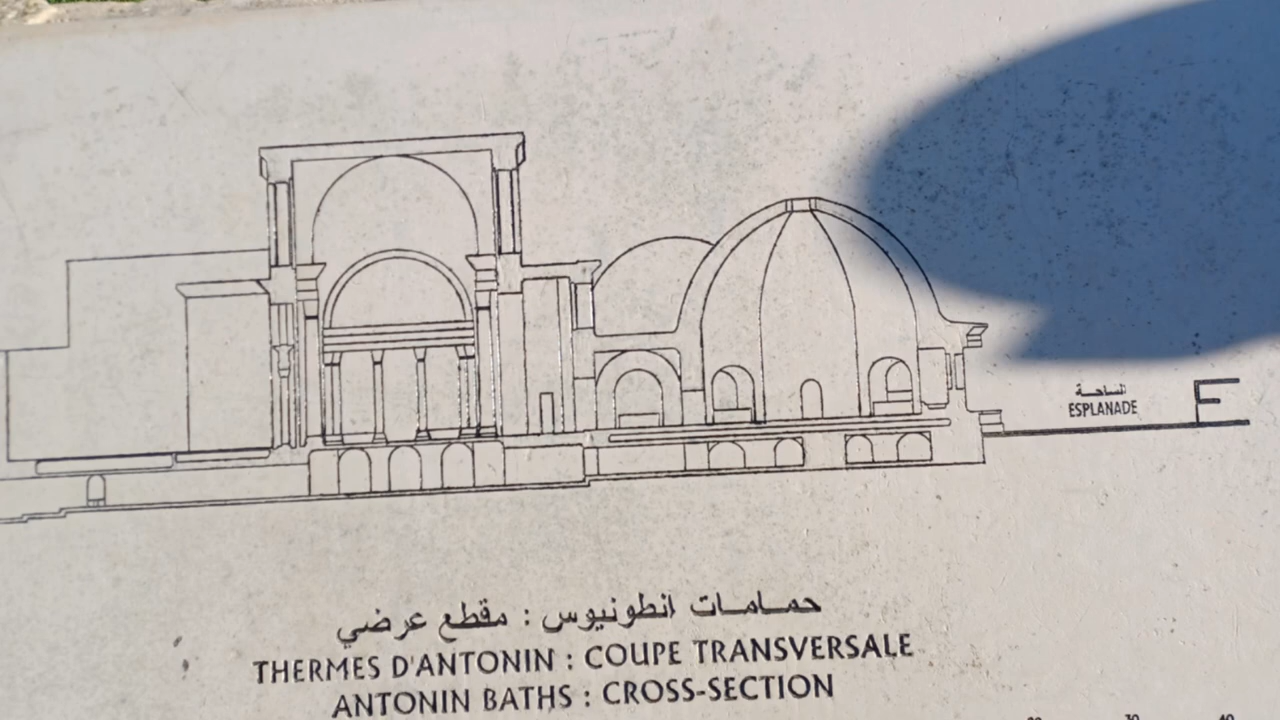 الساحة
ESPLANADE
حمامات انطونيوس : مقطع عرضي
THERMES D'ANTONIN : COUPE TRANSVERSALE
ANTONIN BATHS : CROSS-SECTION
30 40